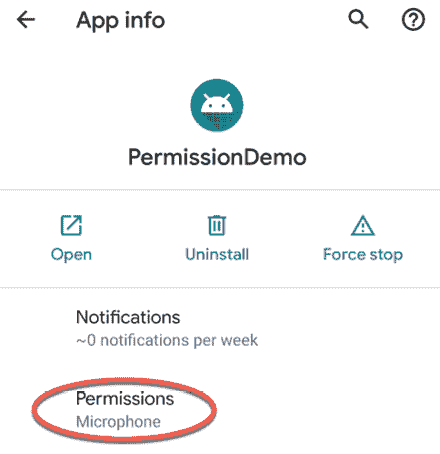 App info
PermissionDemo
Open Uninstall Force stop
Notifications
~0 notifications per week
Permissions
Microphone